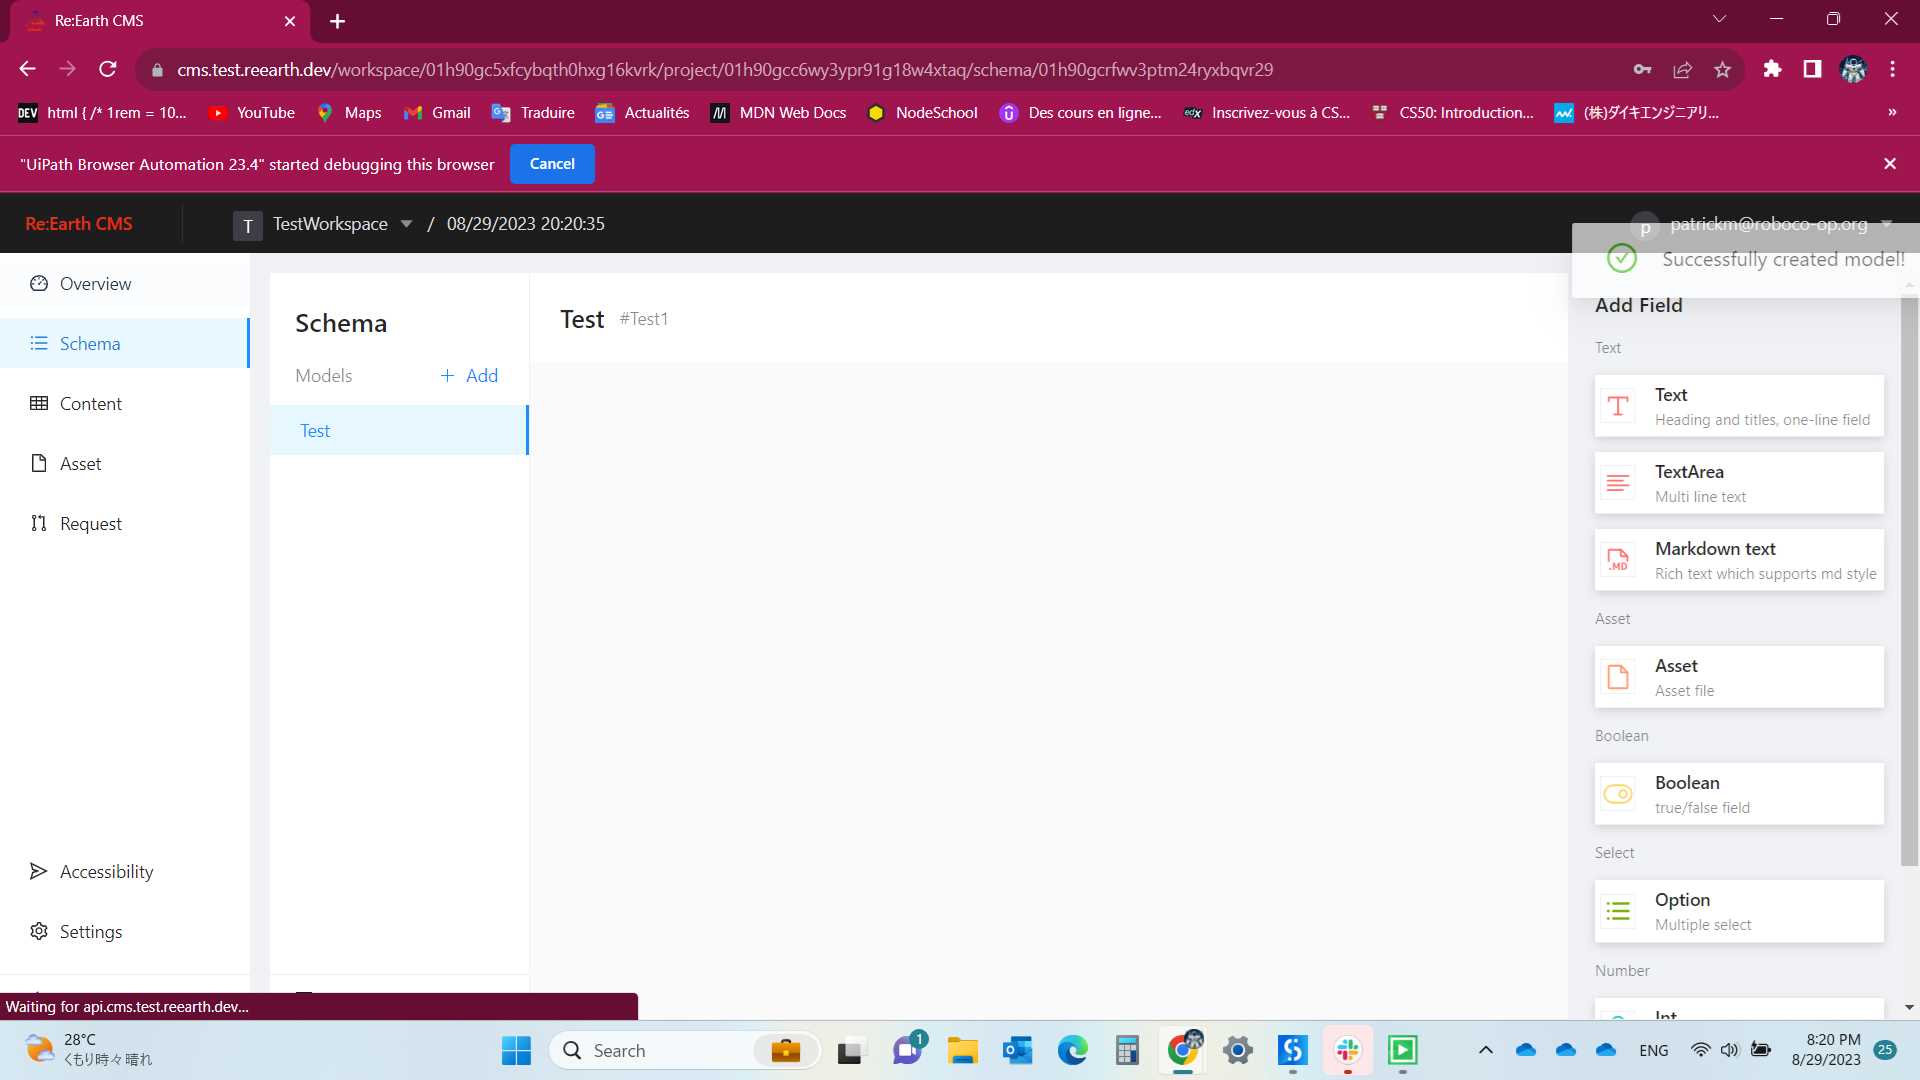 Re:Earth CMS
cms.test.reearth.dev/workspace/01h90gc5xfcybqth0hxg16kvrk/project/01h90gcc6wy3ypr91g18w4xtaq/schema/01h90gcrfwv3ptm24ryxbqvr29
DEV html { /* 1rem = 10... YouTube Maps Gmail Traduire Actualités MDN Web Docs NodeSchool Des cours en ligne... edX Inscrivez-vous à CS... CS50: Introduction... (株)ダイキエンジニアリ... »
"UiPath Browser Automation 23.4" started debugging this browser Cancel
Re:Earth CMS T TestWorkspace / 08/29/2023 20:20:35 p patrickm@roboco-op.org
Successfully created model!
Overview
Schema
Content
Asset
Request
Accessibility
Settings
Schema
Models + Add
Test
Test #Test1
Add Field
Text
Text
Heading and titles, one-line field
TextArea
Multi line text
Markdown text
.MD
Rich text which supports md style
Asset
Asset
Asset file
Boolean
Boolean
true/false field
Select
Option
Multiple select
Number
Int
Waiting for api.cms.test.reearth.dev...
28°C
くもり時々晴れ
Search
1
ENG
8:20 PM
8/29/2023
25